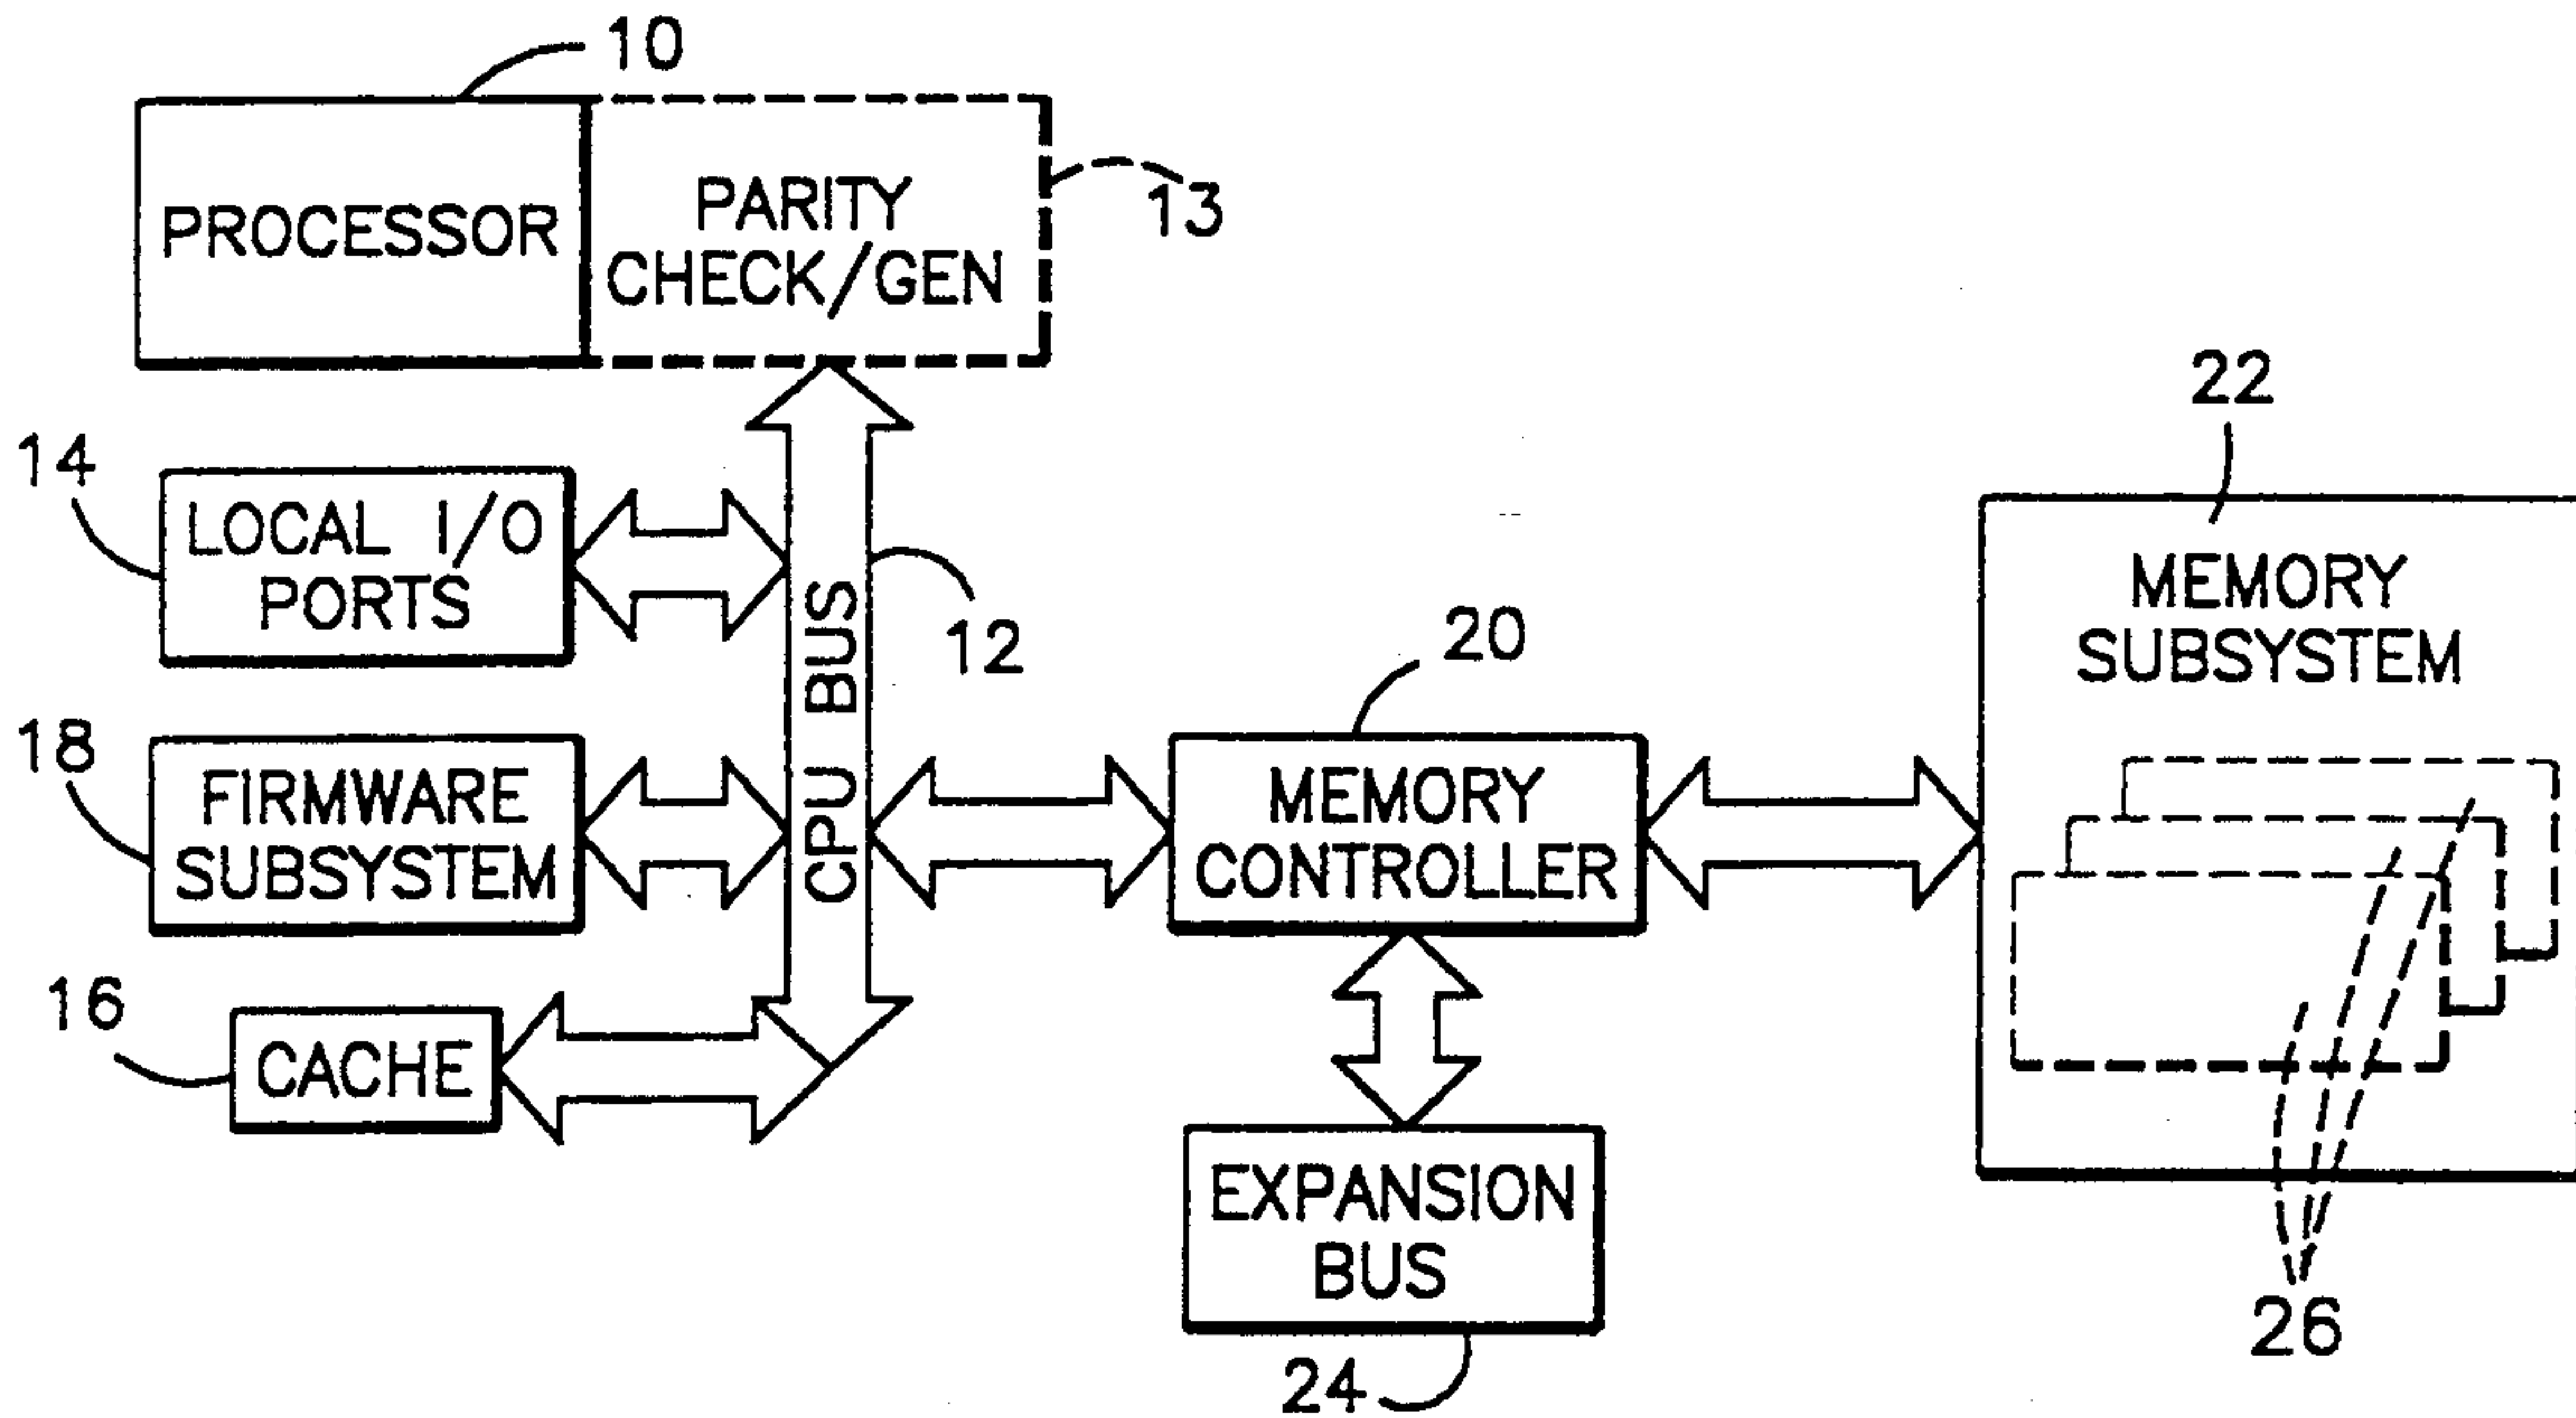 10
PROCESSOR
PARITY
CHECK/GEN
13
14
LOCAL I/O
PORTS
CPU BUS
12
18
FIRMWARE
SUBSYSTEM
16
CACHE
20
MEMORY
CONTROLLER
22
MEMORY
SUBSYSTEM
EXPANSION
BUS
24
26